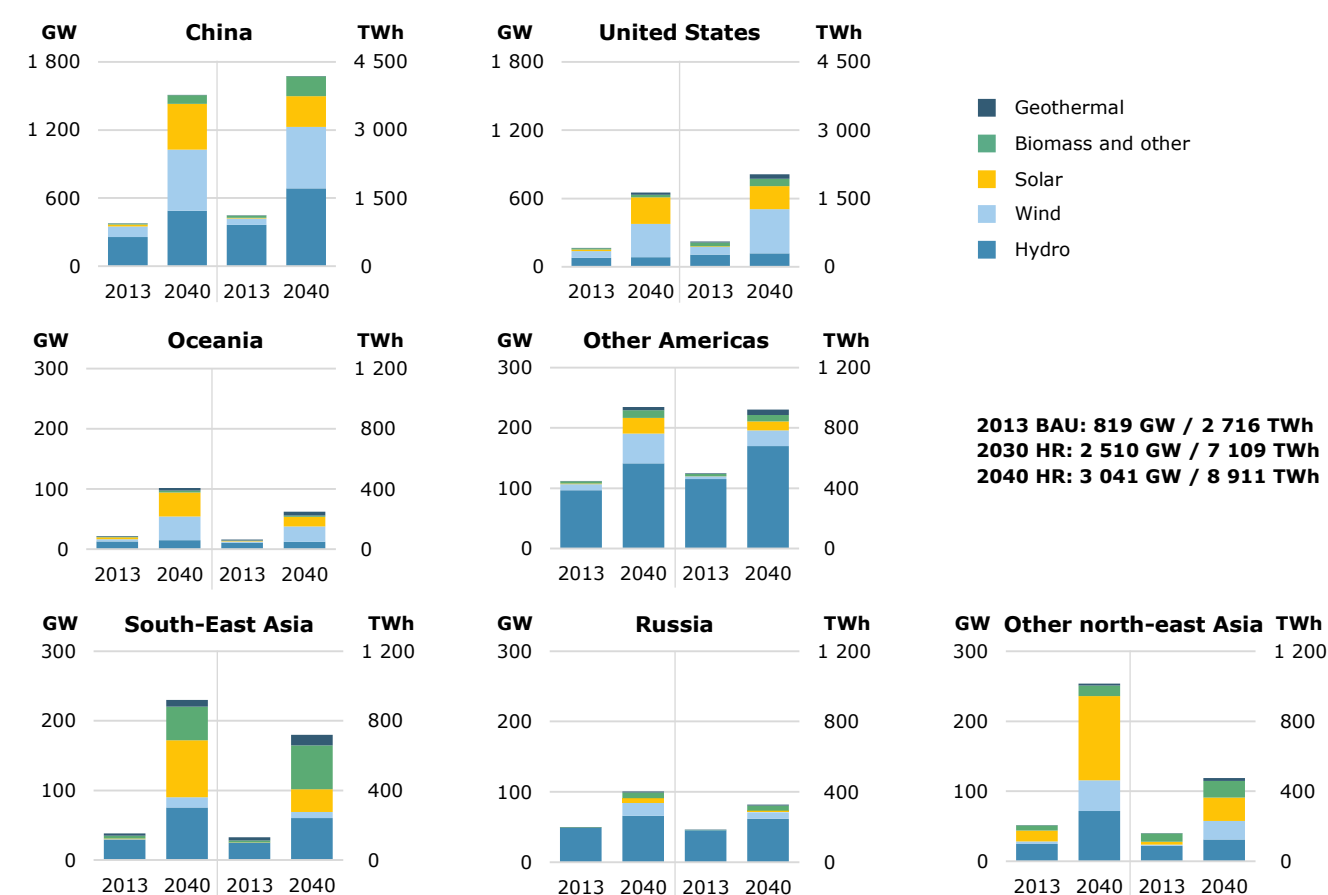 GW China TWh
1 800 4 500
1 200 3 000
600 1 500
0 0
2013 2040 2013 2040
GW United States TWh
1 800 4 500
1 200 3 000
600 1 500
0 0
2013 2040 2013 2040
Geothermal
Biomass and other
Solar
Wind
Hydro
GW Oceania TWh
300 1 200
200 800
100 400
0 0
2013 2040 2013 2040
GW Other Americas TWh
300 1 200
200 800
100 400
0 0
2013 2040 2013 2040
2013 BAU: 819 GW / 2 716 TWh
2030 HR: 2 510 GW / 7 109 TWh
2040 HR: 3 041 GW / 8 911 TWh
GW South-East Asia TWh
300 1 200
200 800
100 400
0 0
2013 2040 2013 2040
GW Russia TWh
300 1 200
200 800
100 400
0 0
2013 2040 2013 2040
GW Other north-east Asia TWh
300 1 200
200 800
100 400
0 0
2013 2040 2013 2040